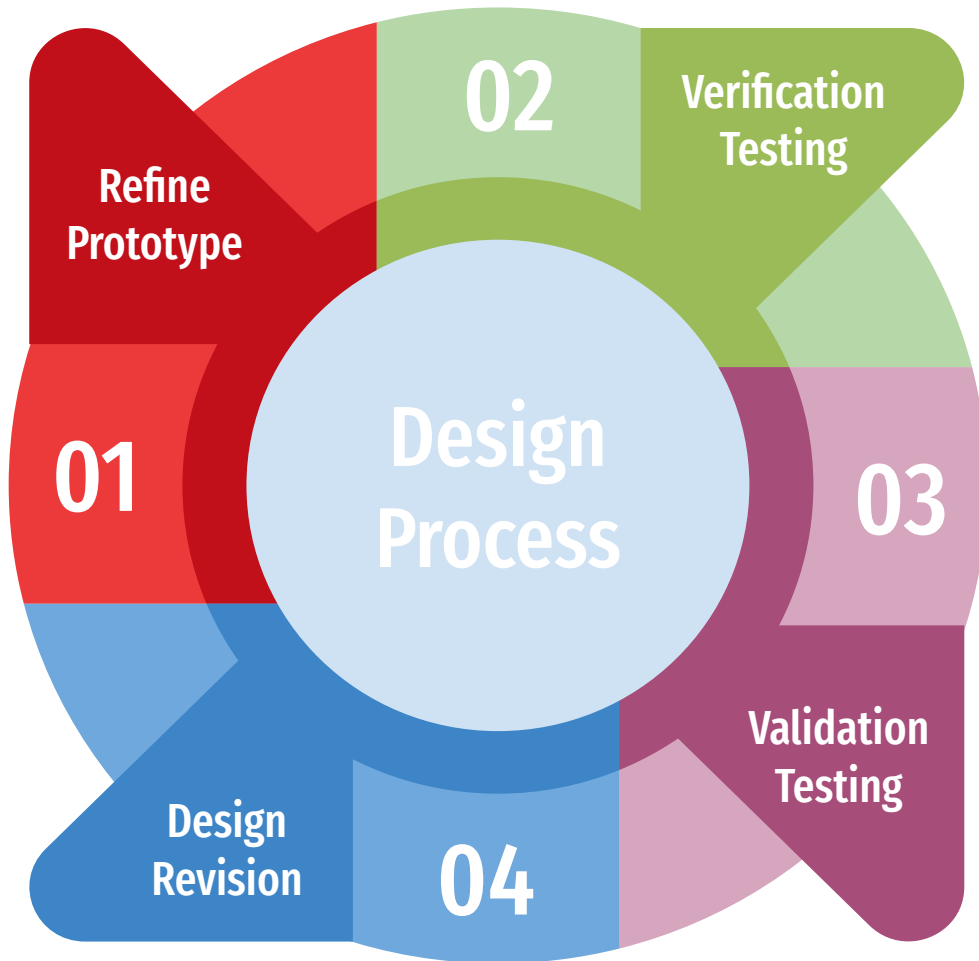 Refine
Prototype
01
02
Verification
Testing
03
Validation
Testing
04
Design
Revision
Design
Process